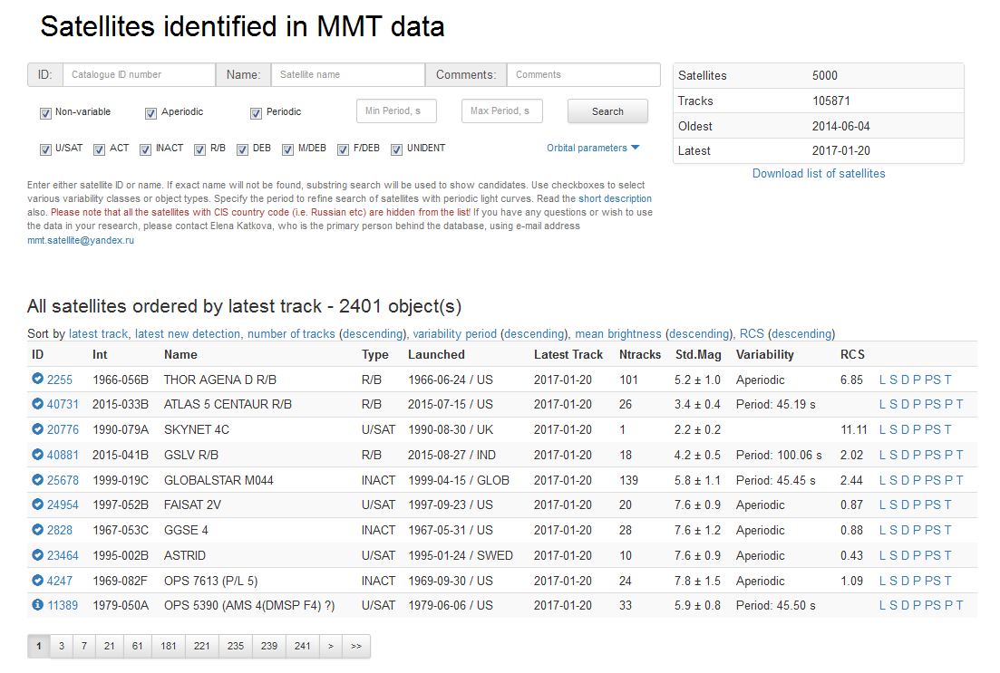 Satellites identified in MMT data
ID: Catalogue ID number Name: Satellite name Comments: Comments
Non-variable Aperiodic Periodic Min Period, s Max Period, s Search
U/SAT ACT INACT R/B DEB M/DEB F/DEB UNIDENT Orbital parameters
Satellites 5000
Tracks 105871
Oldest 2014-06-04
Latest 2017-01-20
Download list of satellites
Enter either satellite ID or name. If exact name will not be found, substring search will be used to show candidates. Use checkboxes to select
various variability classes or object types. Specify the period to refine search of satellites with periodic light curves. Read the short description
also. Please note that all the satellites with CIS country code (i.e. Russian etc) are hidden from the list! If you have any questions or wish to use
the data in your research, please contact Elena Katkova, who is the primary person behind the database, using e-mail address
mmt.satellite@yandex.ru
All satellites ordered by latest track - 2401 object(s)
Sort by latest track, latest new detection, number of tracks (descending), variability period (descending), mean brightness (descending), RCS (descending)
ID Int Name Type Launched Latest Track Ntracks Std.Mag Variability RCS
2255 1966-056B THOR AGENA D R/B R/B 1966-06-24 / US 2017-01-20 101 5.2 ± 1.0 Aperiodic 6.85 L S D P PS T
40731 2015-033B ATLAS 5 CENTAUR R/B R/B 2015-07-15 / US 2017-01-20 26 3.4 ± 0.4 Period: 45.19 s L S D P PS P T
20776 1990-079A SKYNET 4C U/SAT 1990-08-30 / UK 2017-01-20 1 2.2 ± 0.2 11.11 L S D P PS T
40881 2015-041B GSLV R/B R/B 2015-08-27 / IND 2017-01-20 18 4.2 ± 0.5 Period: 100.06 s 2.02 L S D P PS P T
25678 1999-019C GLOBALSTAR M044 INACT 1999-04-15 / GLOB 2017-01-20 139 5.8 ± 1.1 Period: 45.45 s 2.44 L S D P PS P T
24954 1997-052B FAISAT 2V U/SAT 1997-09-23 / US 2017-01-20 20 7.6 ± 0.9 Aperiodic 0.87 L S D P PS T
2828 1967-053C GGSE 4 INACT 1967-05-31 / US 2017-01-20 28 7.6 ± 1.2 Aperiodic 0.88 L S D P PS T
23464 1995-002B ASTRID U/SAT 1995-01-24 / SWED 2017-01-20 10 7.6 ± 0.9 Aperiodic 0.43 L S D P PS T
4247 1969-082F OPS 7613 (P/L 5) INACT 1969-09-30 / US 2017-01-20 24 7.8 ± 1.5 Aperiodic 1.09 L S D P PS T
11389 1979-050A OPS 5390 (AMS 4(DMSP F4) ?) U/SAT 1979-06-06 / US 2017-01-20 33 5.9 ± 0.8 Period: 45.50 s L S D P PS P T
1 3 7 21 61 181 221 235 239 241 > >>